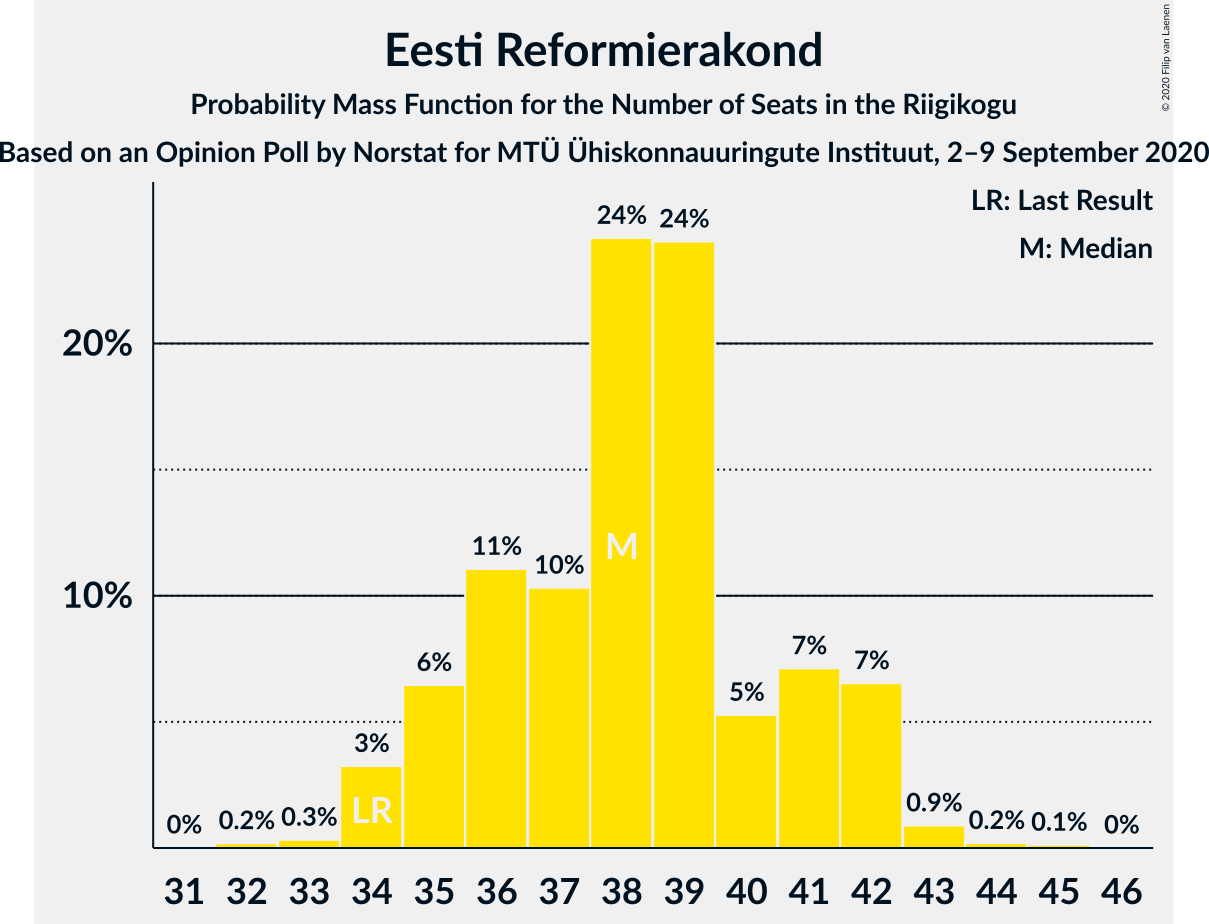 Eesti Reformierakond
Probability Mass Function for the Number of Seats in the Riigikogu
Based on an Opinion Poll by Norstat for MTÜ Ühiskonnauuringute Instituut, 2–9 September 2020
© 2020 Filip van Laenen
LR: Last Result
M: Median
24% 24%
20%
M
11% 10%
10%
7% 7%
6%
5%
3%
LR
0% 0.2% 0.3% 0.9% 0.2% 0.1% 0%
31 32 33 34 35 36 37 38 39 40 41 42 43 44 45 46